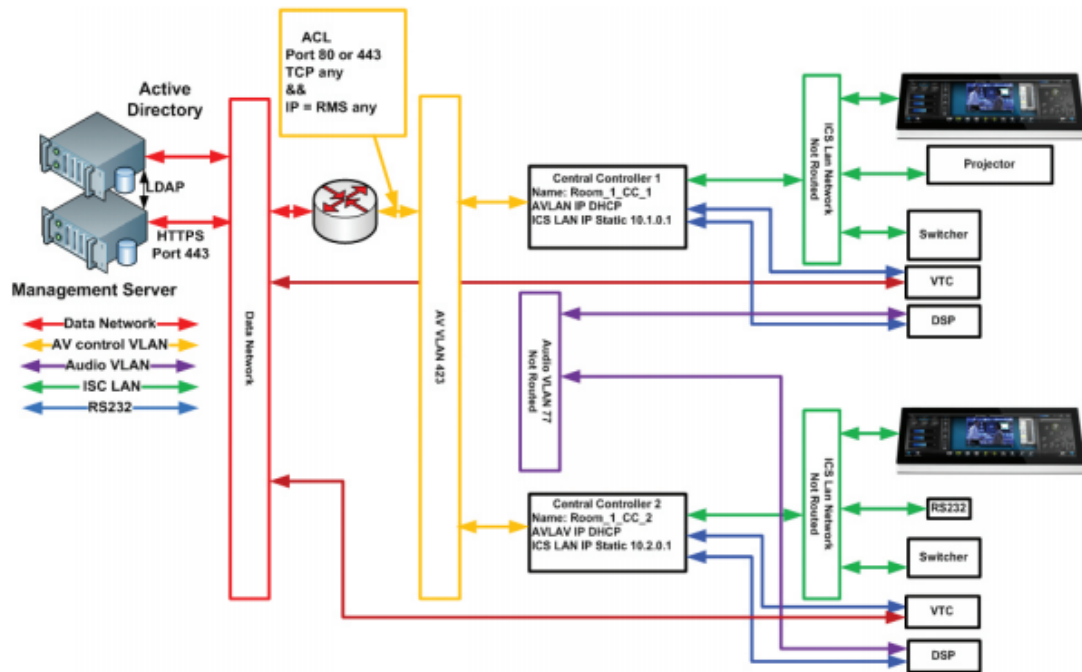 ACL
Port 80 or 443
TCP any
&&
IP = RMS any
Active
Directory
LDAP
HTTPS
Port 443
Management Server
Data Network
AV control VLAN
Audio VLAN
ISC LAN
RS232
Data Network
AV VLAN 423
Central Controller 1
Name: Room_1_CC_1
AVLAN IP DHCP
ICS LAN IP Static 10.1.0.1
ICS Lan Network
Not Routed
Projector
Switcher
VTC
DSP
Audio VLAN 77
Not Routed
Central Controller 2
Name: Room_1_CC_2
AVLAV IP DHCP
ICS LAN IP Static 10.2.0.1
ICS Lan Network
Not Routed
RS232
Switcher
VTC
DSP